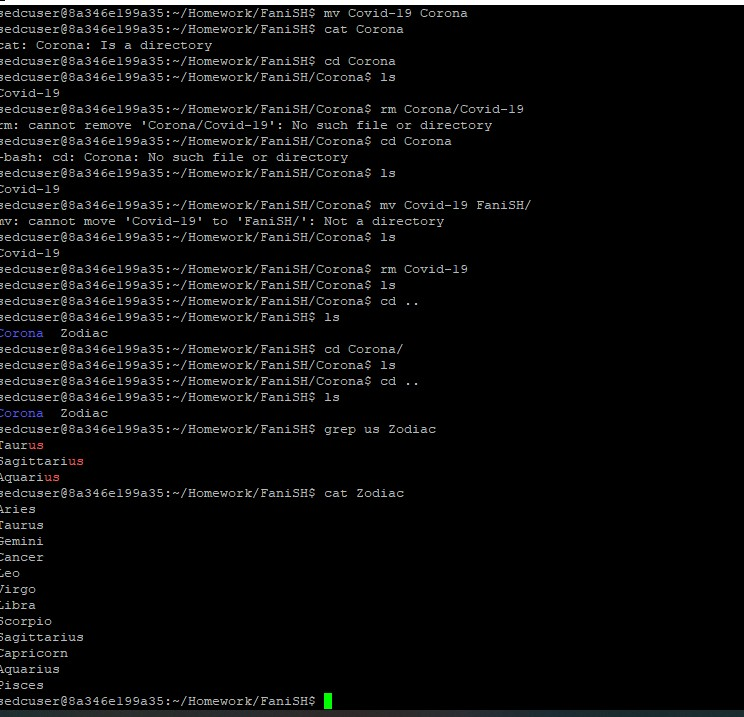 sedcuser@8a346e199a35:~/Homework/FaniSH$ mv Covid-19 Corona
sedcuser@8a346e199a35:~/Homework/FaniSH$ cat Corona
cat: Corona: Is a directory
sedcuser@8a346e199a35:~/Homework/FaniSH$ cd Corona
sedcuser@8a346e199a35:~/Homework/FaniSH/Corona$ ls
Covid-19
sedcuser@8a346e199a35:~/Homework/FaniSH/Corona$ rm Corona/Covid-19
rm: cannot remove 'Corona/Covid-19': No such file or directory
sedcuser@8a346e199a35:~/Homework/FaniSH/Corona$ cd Corona
-bash: cd: Corona: No such file or directory
sedcuser@8a346e199a35:~/Homework/FaniSH/Corona$ ls
Covid-19
sedcuser@8a346e199a35:~/Homework/FaniSH/Corona$ mv Covid-19 FaniSH/
mv: cannot move 'Covid-19' to 'FaniSH/': Not a directory
sedcuser@8a346e199a35:~/Homework/FaniSH/Corona$ ls
Covid-19
sedcuser@8a346e199a35:~/Homework/FaniSH/Corona$ rm Covid-19
sedcuser@8a346e199a35:~/Homework/FaniSH/Corona$ ls
sedcuser@8a346e199a35:~/Homework/FaniSH/Corona$ cd ..
sedcuser@8a346e199a35:~/Homework/FaniSH$ ls
Corona  Zodiac
sedcuser@8a346e199a35:~/Homework/FaniSH$ cd Corona/
sedcuser@8a346e199a35:~/Homework/FaniSH/Corona$ ls
sedcuser@8a346e199a35:~/Homework/FaniSH/Corona$ cd ..
sedcuser@8a346e199a35:~/Homework/FaniSH$ ls
Corona  Zodiac
sedcuser@8a346e199a35:~/Homework/FaniSH$ grep us Zodiac
Taurus
Sagittarius
Aquarius
sedcuser@8a346e199a35:~/Homework/FaniSH$ cat Zodiac
Aries
Taurus
Gemini
Cancer
Leo
Virgo
Libra
Scorpio
Sagittarius
Capricorn
Aquarius
Pisces
sedcuser@8a346e199a35:~/Homework/FaniSH$